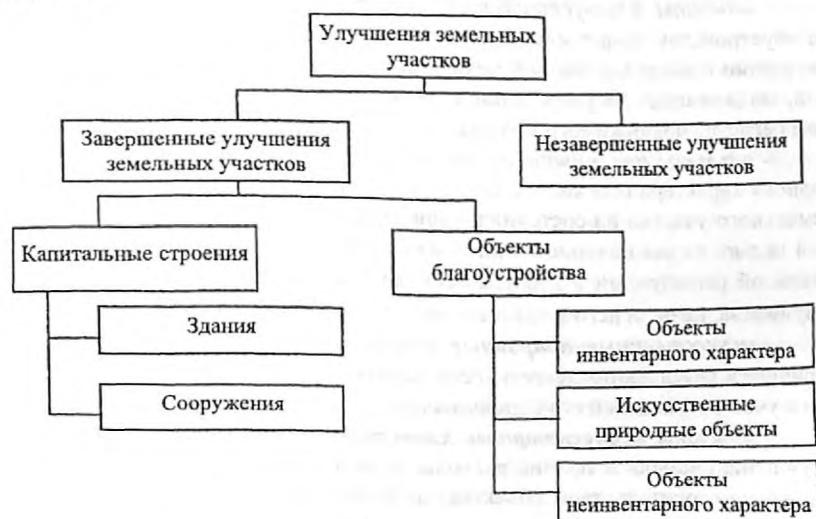 Улучшения земельных
участков
Завершенные улучшения
земельных участков
Незавершенные улучшения
земельных участков
Капитальные строения
Объекты
благоустройства
Здания
Сооружения
Объекты
инвентарного характера
Искусственные
природные объекты
Объекты
неинвентарного характера